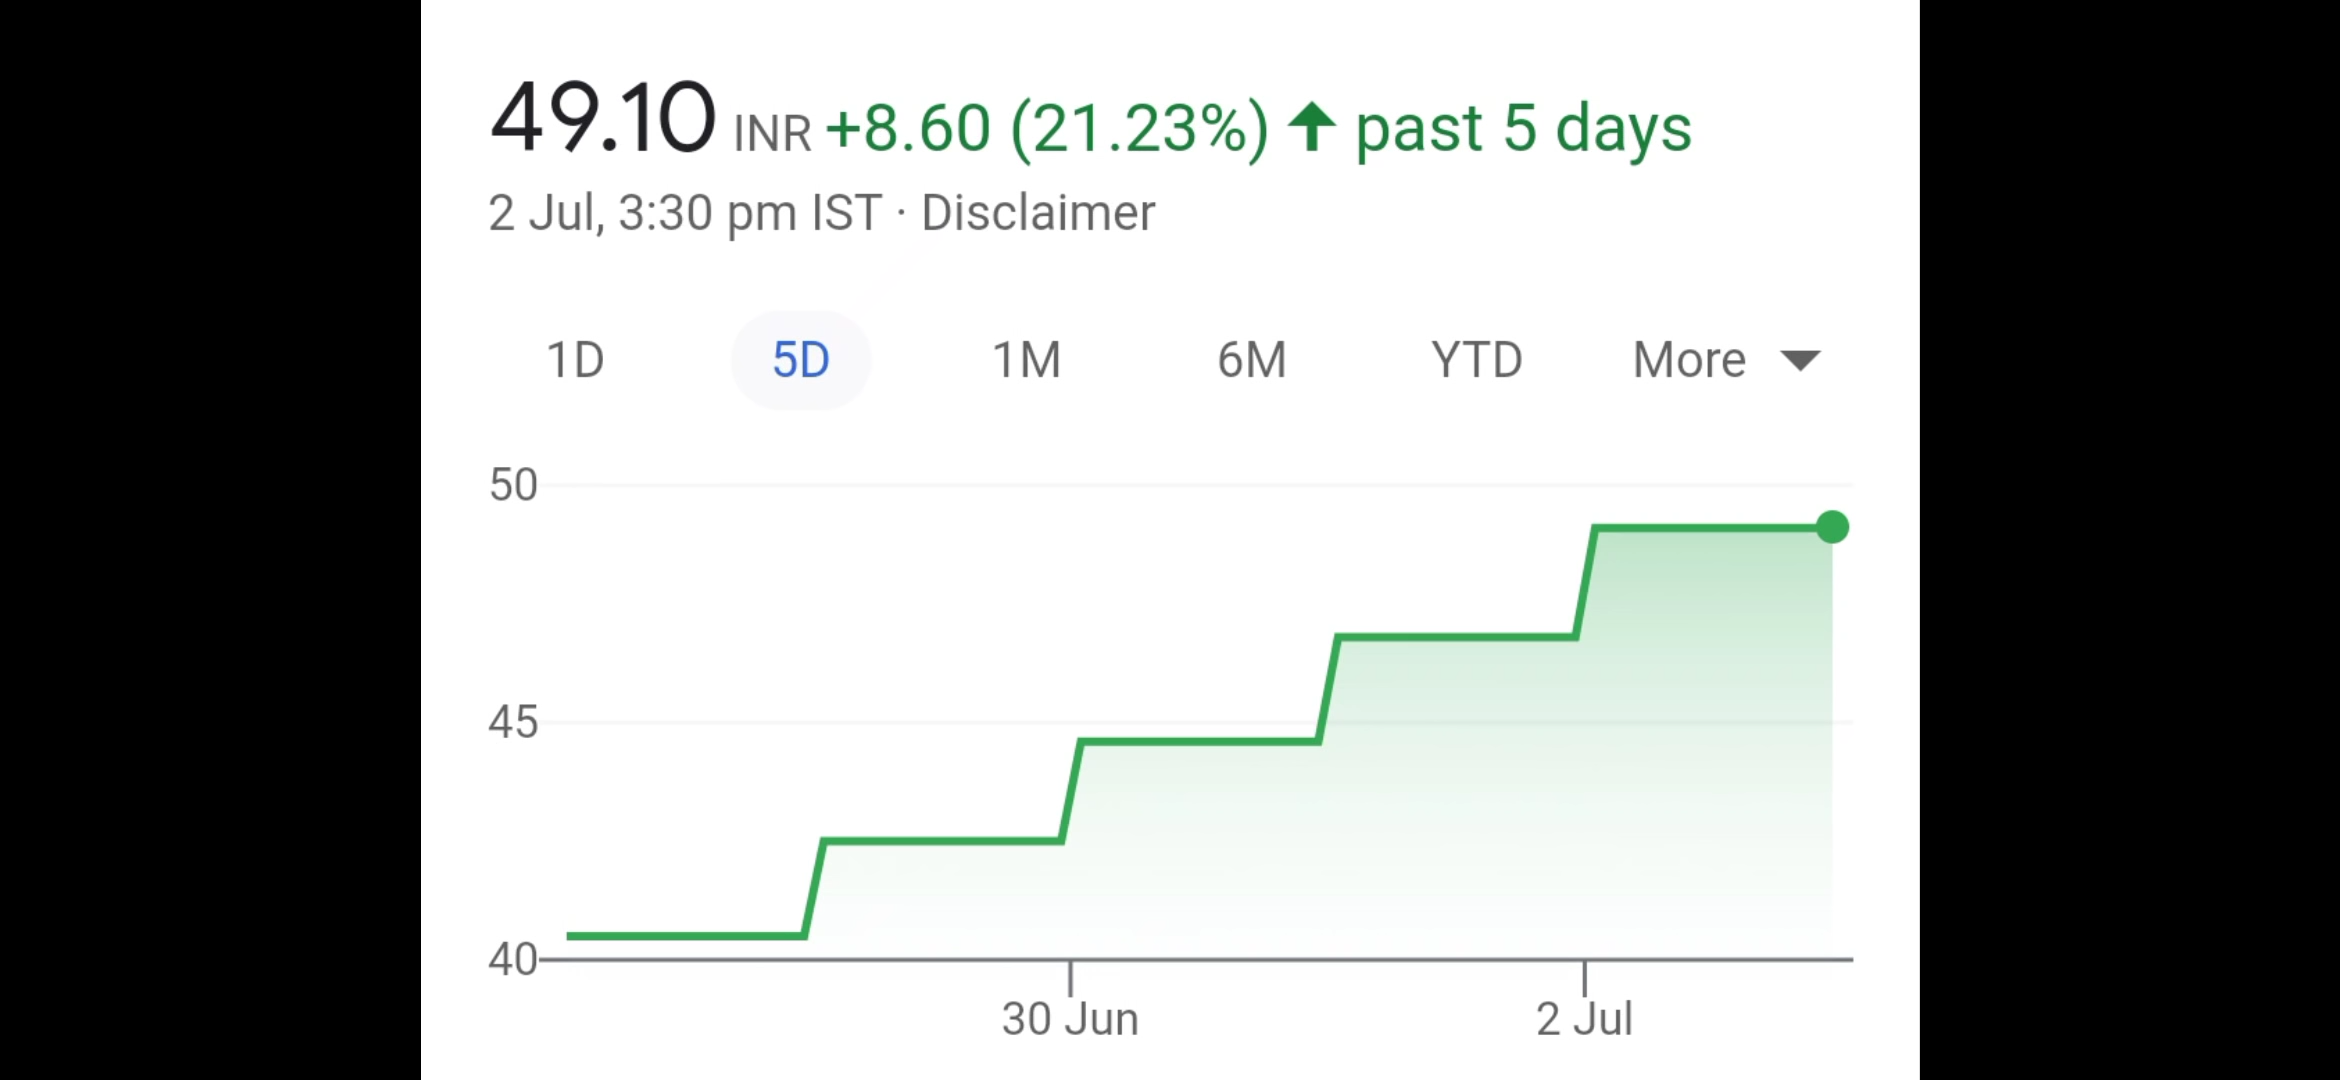 49.10 INR +8.60 (21.23%) ↑ past 5 days
2 Jul, 3:30 pm IST · Disclaimer
1D 5D 1M 6M YTD More
50
45
40
30 Jun 2 Jul